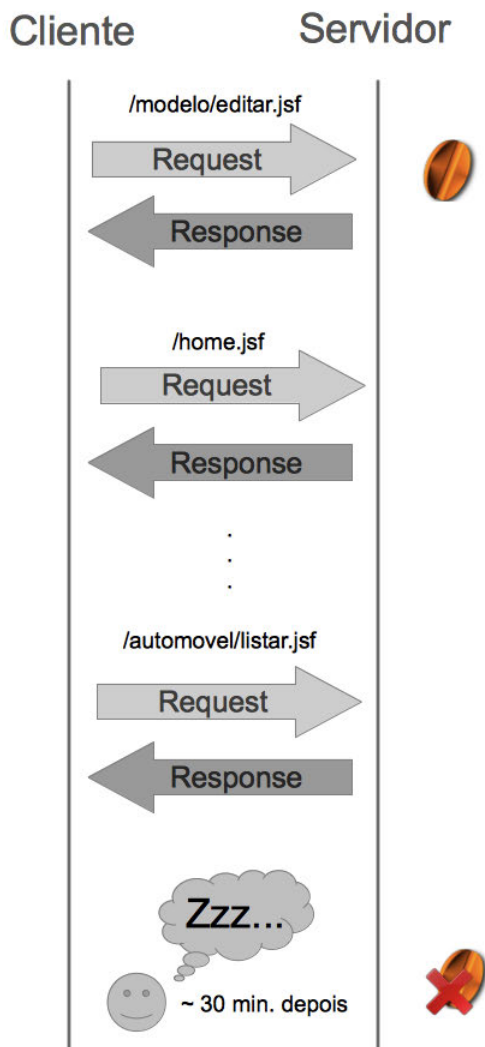 Cliente Servidor
/modelo/editar.jsf
Request
Response
/home.jsf
Request
Response
.
.
.
/automovel/listar.jsf
Request
Response
Zzz...
~ 30 min. depois